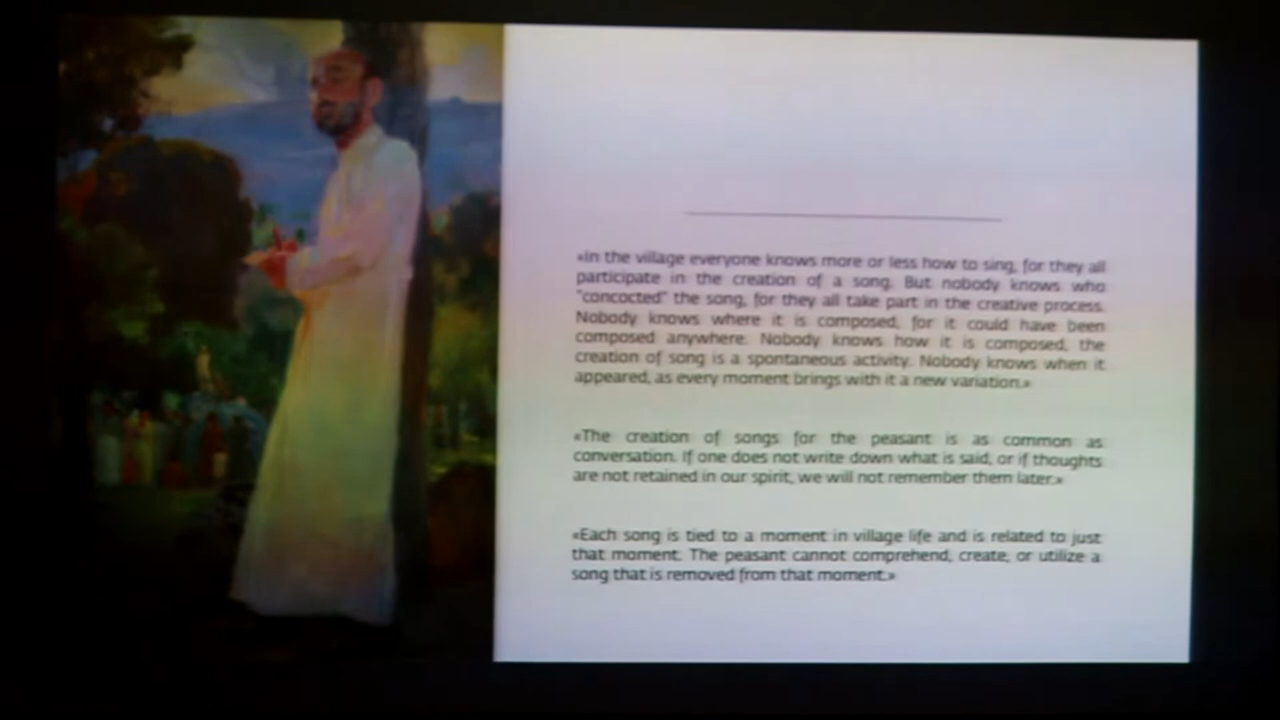 «In the village everyone knows more or less how to sing, for they all
participate in the creation of a song. But nobody knows who
"concocted" the song, for they all take part in the creative process.
Nobody knows where it is composed, for it could have been
composed anywhere. Nobody knows how it is composed, the
creation of song is a spontaneous activity. Nobody knows when it
appeared, as every moment brings with it a new variation.»
«The creation of songs for the peasant is as common as
conversation. If one does not write down what is said, or if thoughts
are not retained in our spirit, we will not remember them later.»
«Each song is tied to a moment in village life and is related to just
that moment. The peasant cannot comprehend, create, or utilize a
song that is removed from that moment.»